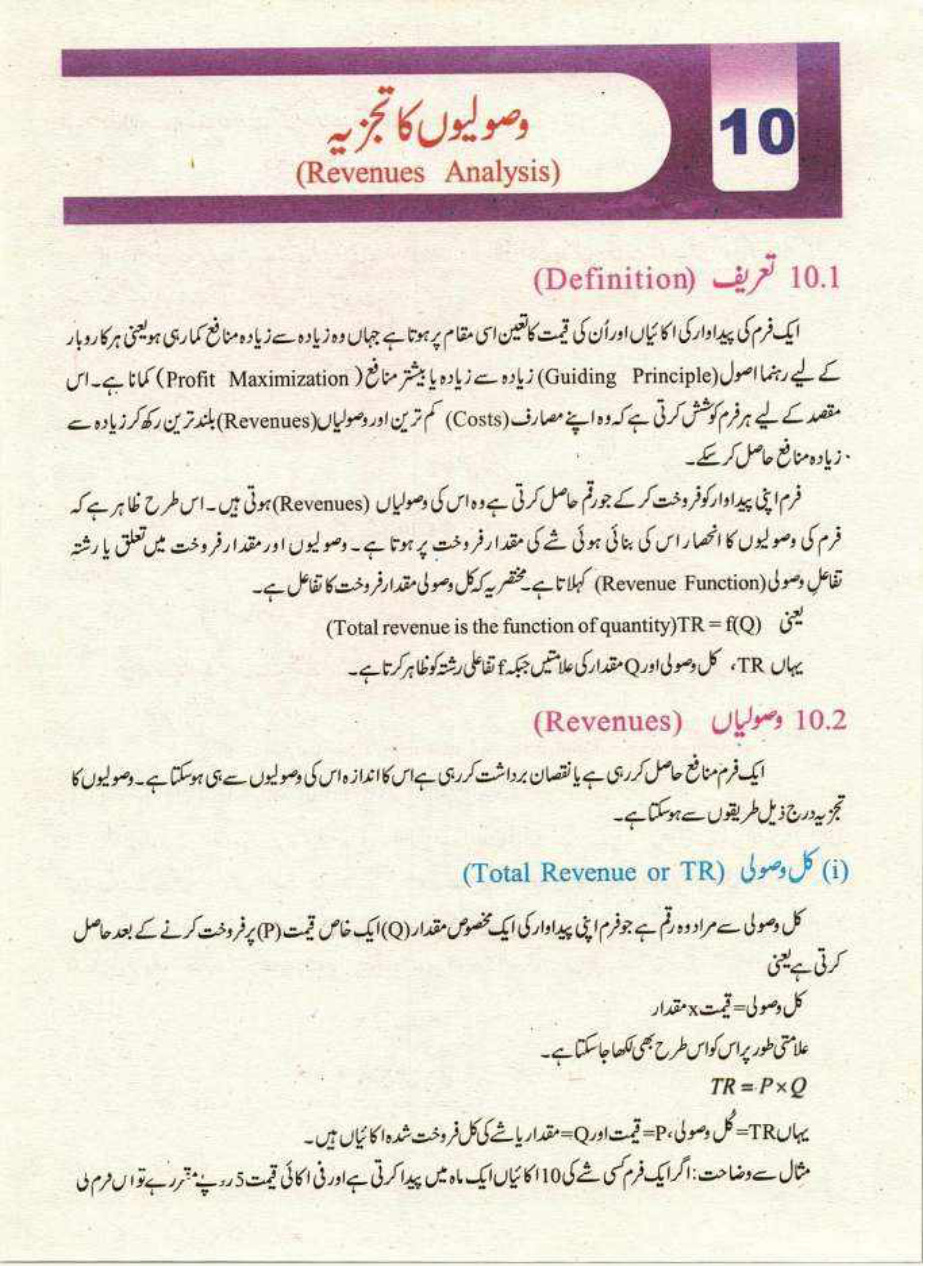 10
وصولیوں کا تجزیہ
(Revenues Analysis)
10.1 تعریف (Definition)
ایک فرم کی پیداوار کی اکائیاں اور اُن کی قیمت کا تعین اسی مقام پر ہوتا ہے جہاں وہ زیادہ سے زیادہ منافع کما رہی ہو یعنی ہر کاروبار
کے لیے رہنما اصول (Guiding Principle) زیادہ سے زیادہ یا بیشتر منافع (Profit Maximization) کمانا ہے۔ اس
مقصد کے لیے ہر فرم کوشش کرتی ہے کہ وہ اپنے مصارف (Costs) کم ترین اور وصولیاں (Revenues) بلند ترین رکھ کر زیادہ سے
زیادہ منافع حاصل کر سکے۔
فرم اپنی پیداوار کو فروخت کر کے جو رقم حاصل کرتی ہے وہ اس کی وصولیاں (Revenues) ہوتی ہیں۔ اس طرح ظاہر ہے کہ
فرم کی وصولیوں کا انحصار اس کی بنائی ہوئی شے کی مقدار فروخت پر ہوتا ہے۔ وصولیوں اور مقدار فروخت میں تعلق یا رشتہ
تفاعلِ وصولی (Revenue Function) کہلاتا ہے۔ مختصر یہ کہ کل وصولی مقدار فروخت کا تفاعل ہے۔
یعنی (Total revenue is the function of quantity) TR = f(Q)
یہاں TR، کل وصولی اور Q مقدار کی علامتیں جبکہ f تفاعلی رشتہ کو ظاہر کرتا ہے۔
10.2 وصولیاں (Revenues)
ایک فرم منافع حاصل کر رہی ہے یا نقصان برداشت کر رہی ہے اس کا اندازہ اس کی وصولیوں سے ہی ہو سکتا ہے۔ وصولیوں کا
تجزیہ درج ذیل طریقوں سے ہو سکتا ہے۔
(i) کل وصولی (Total Revenue or TR)
کل وصولی سے مراد وہ رقم ہے جو فرم اپنی پیداوار کی ایک مخصوص مقدار (Q) ایک خاص قیمت (P) پر فروخت کرنے کے بعد حاصل
کرتی ہے یعنی
کل وصولی = قیمت x مقدار
علامتی طور پر اس کو اس طرح بھی لکھا جا سکتا ہے۔
TR = P × Q
یہاں TR = کُل وصولی، P = قیمت اور Q = مقدار یا شے کی کل فروخت شدہ اکائیاں ہیں۔
مثال سے وضاحت: اگر ایک فرم کسی شے کی 10 اکائیاں ایک ماہ میں پیدا کرتی ہے اور فی اکائی قیمت 5 روپے مقرر ہے تو اس فرم کی